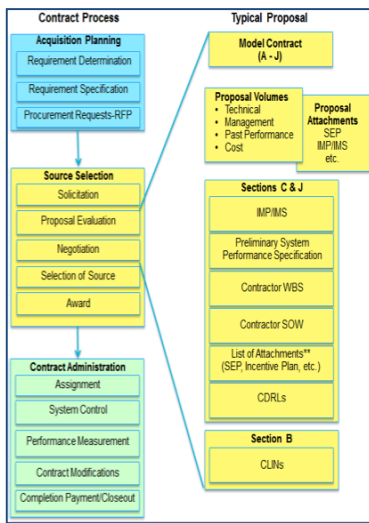 Contract Process
Acquisition Planning
Requirement Determination
Requirement Specification
Procurement Requests-RFP
Source Selection
Solicitation
Proposal Evaluation
Negotiation
Selection of Source
Award
Contract Administration
Assignment
System Control
Performance Measurement
Contract Modifications
Completion Payment/Closeout
Typical Proposal
Model Contract
(A - J)
Proposal Volumes
• Technical
• Management
• Past Performance
• Cost
Proposal
Attachments
SEP
IMP/IMS
etc.
Sections C & J
IMP/IMS
Preliminary System
Performance Specification
Contractor WBS
Contractor SOW
List of Attachments**
(SEP, Incentive Plan, etc.)
CDRLs
Section B
CLINs